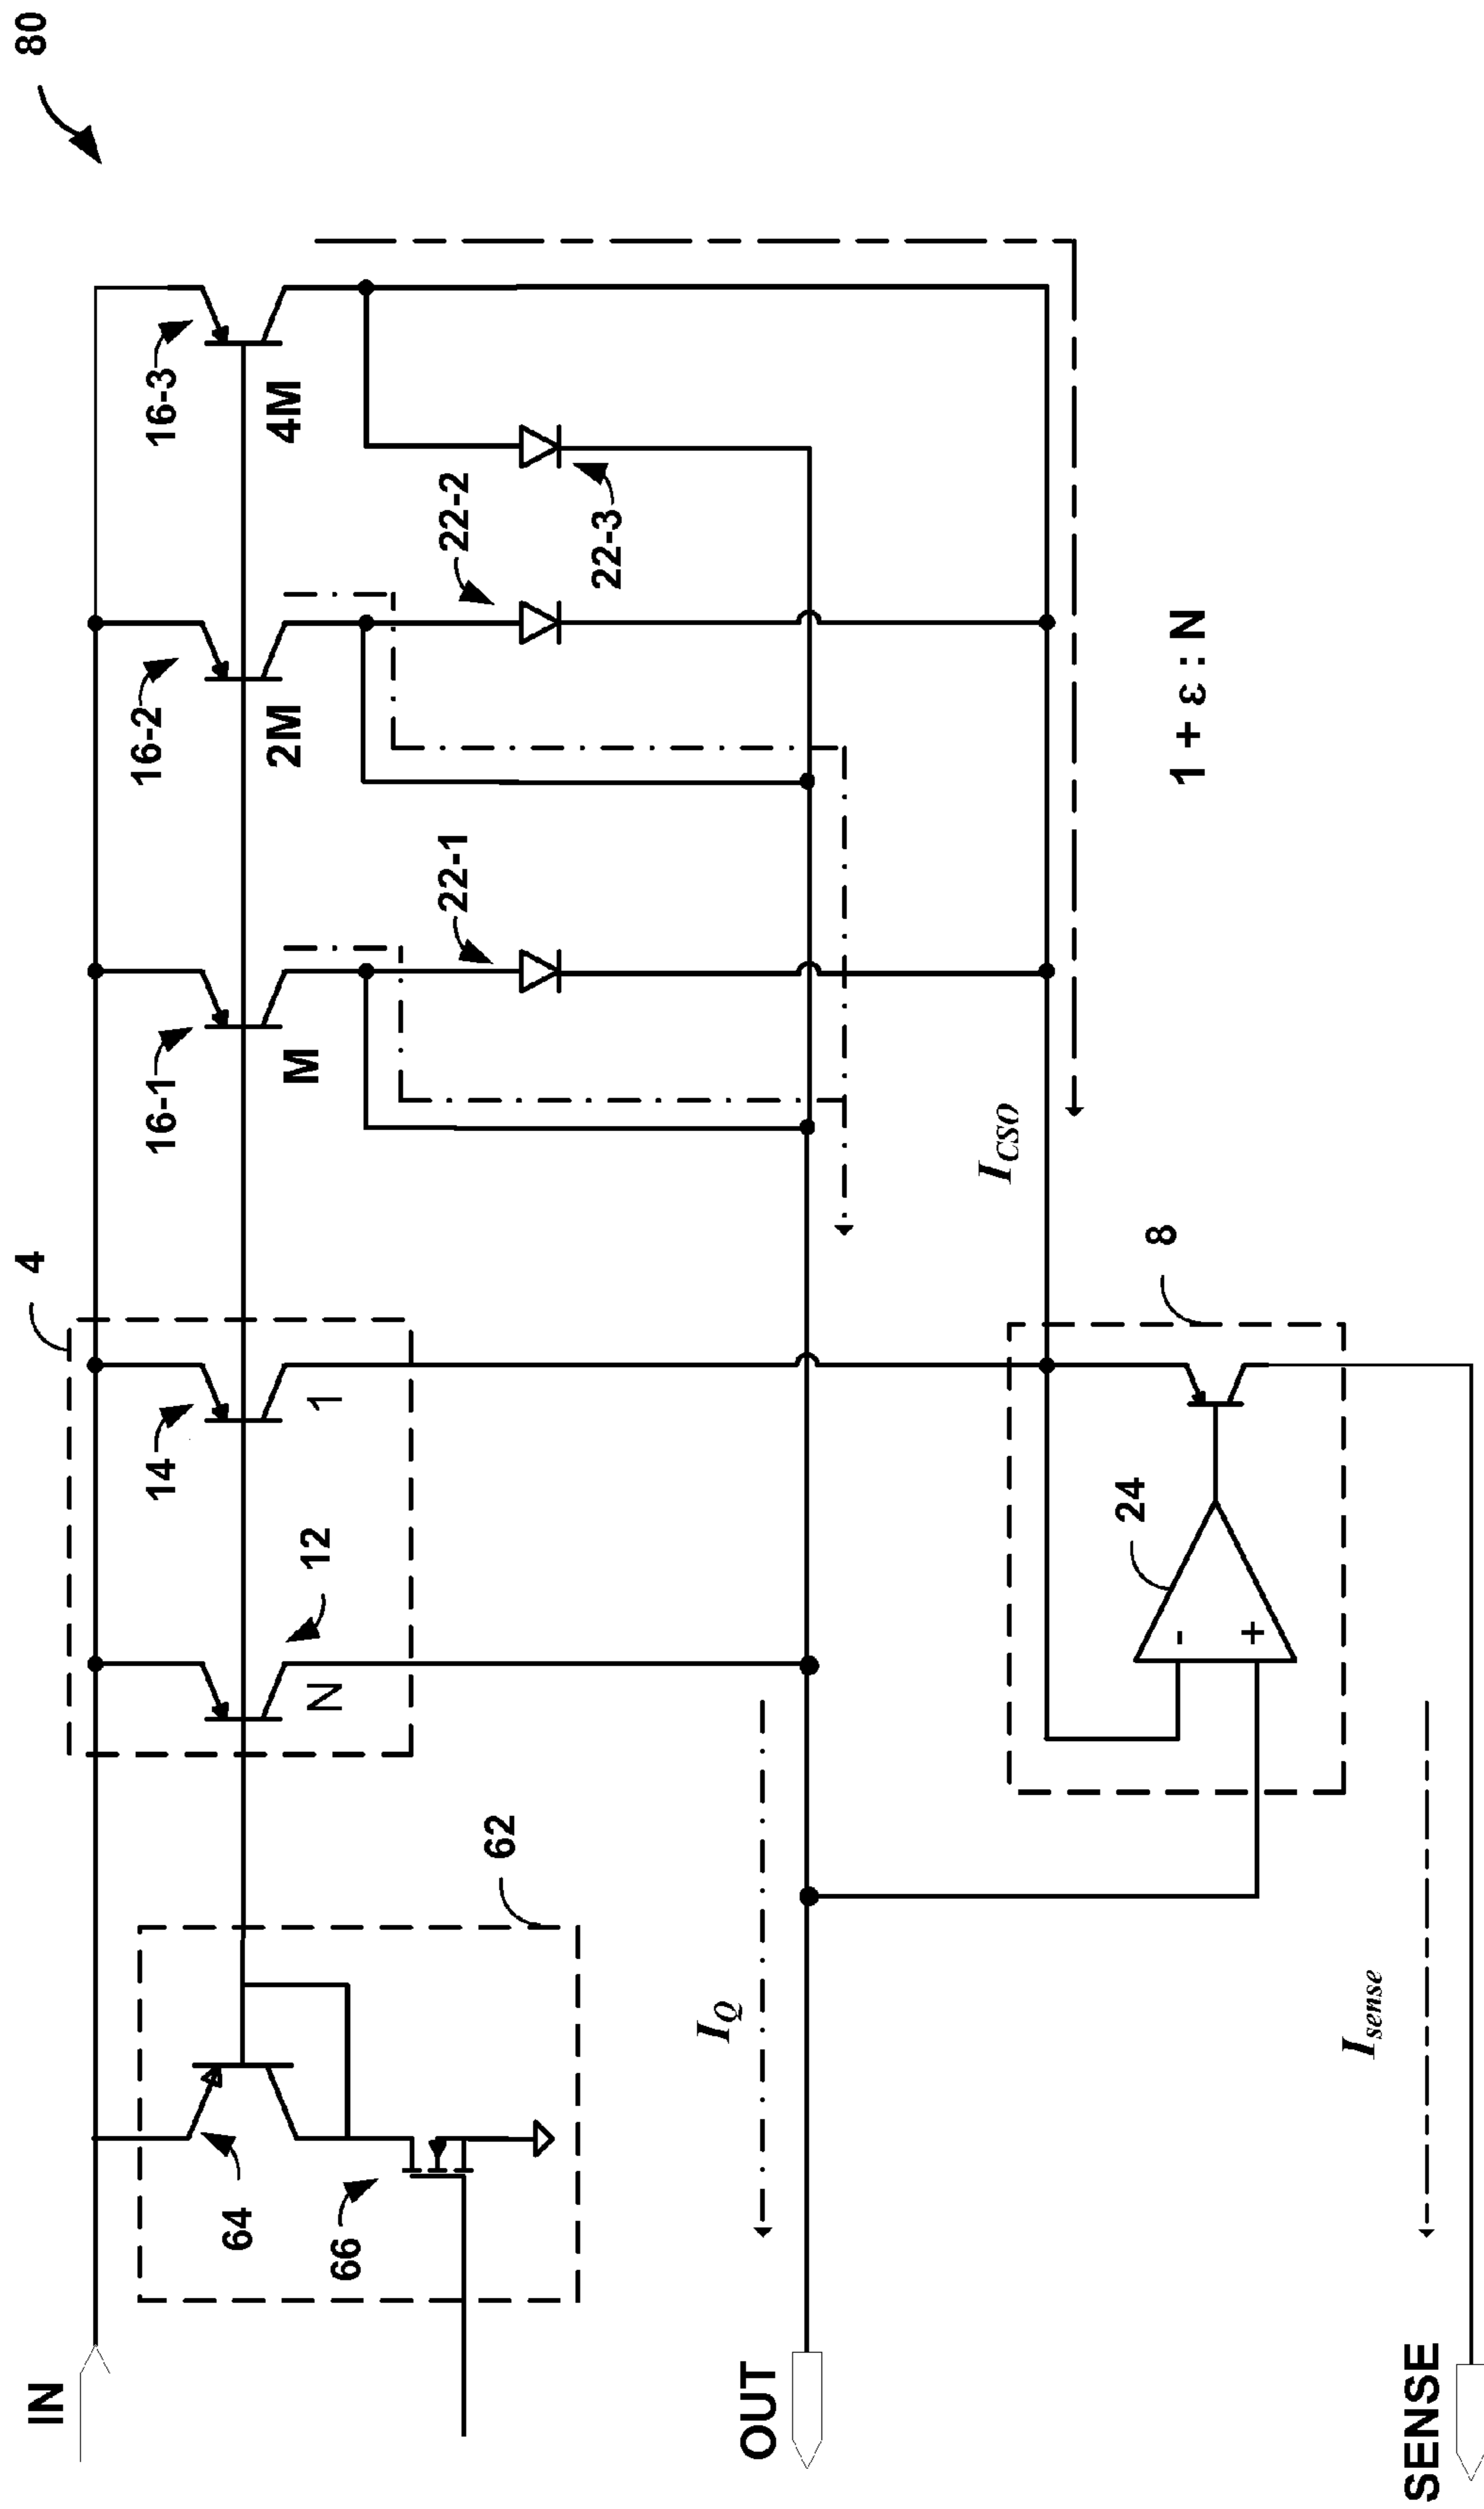 80
IN
64
66
62
4
12
N
14
1
16-1
M
22-1
16-2
2M
22-2
16-3
4M
22-3
I_Q
OUT
I_CSO
1 + ε : N
8
24
-
+
I_sense
SENSE